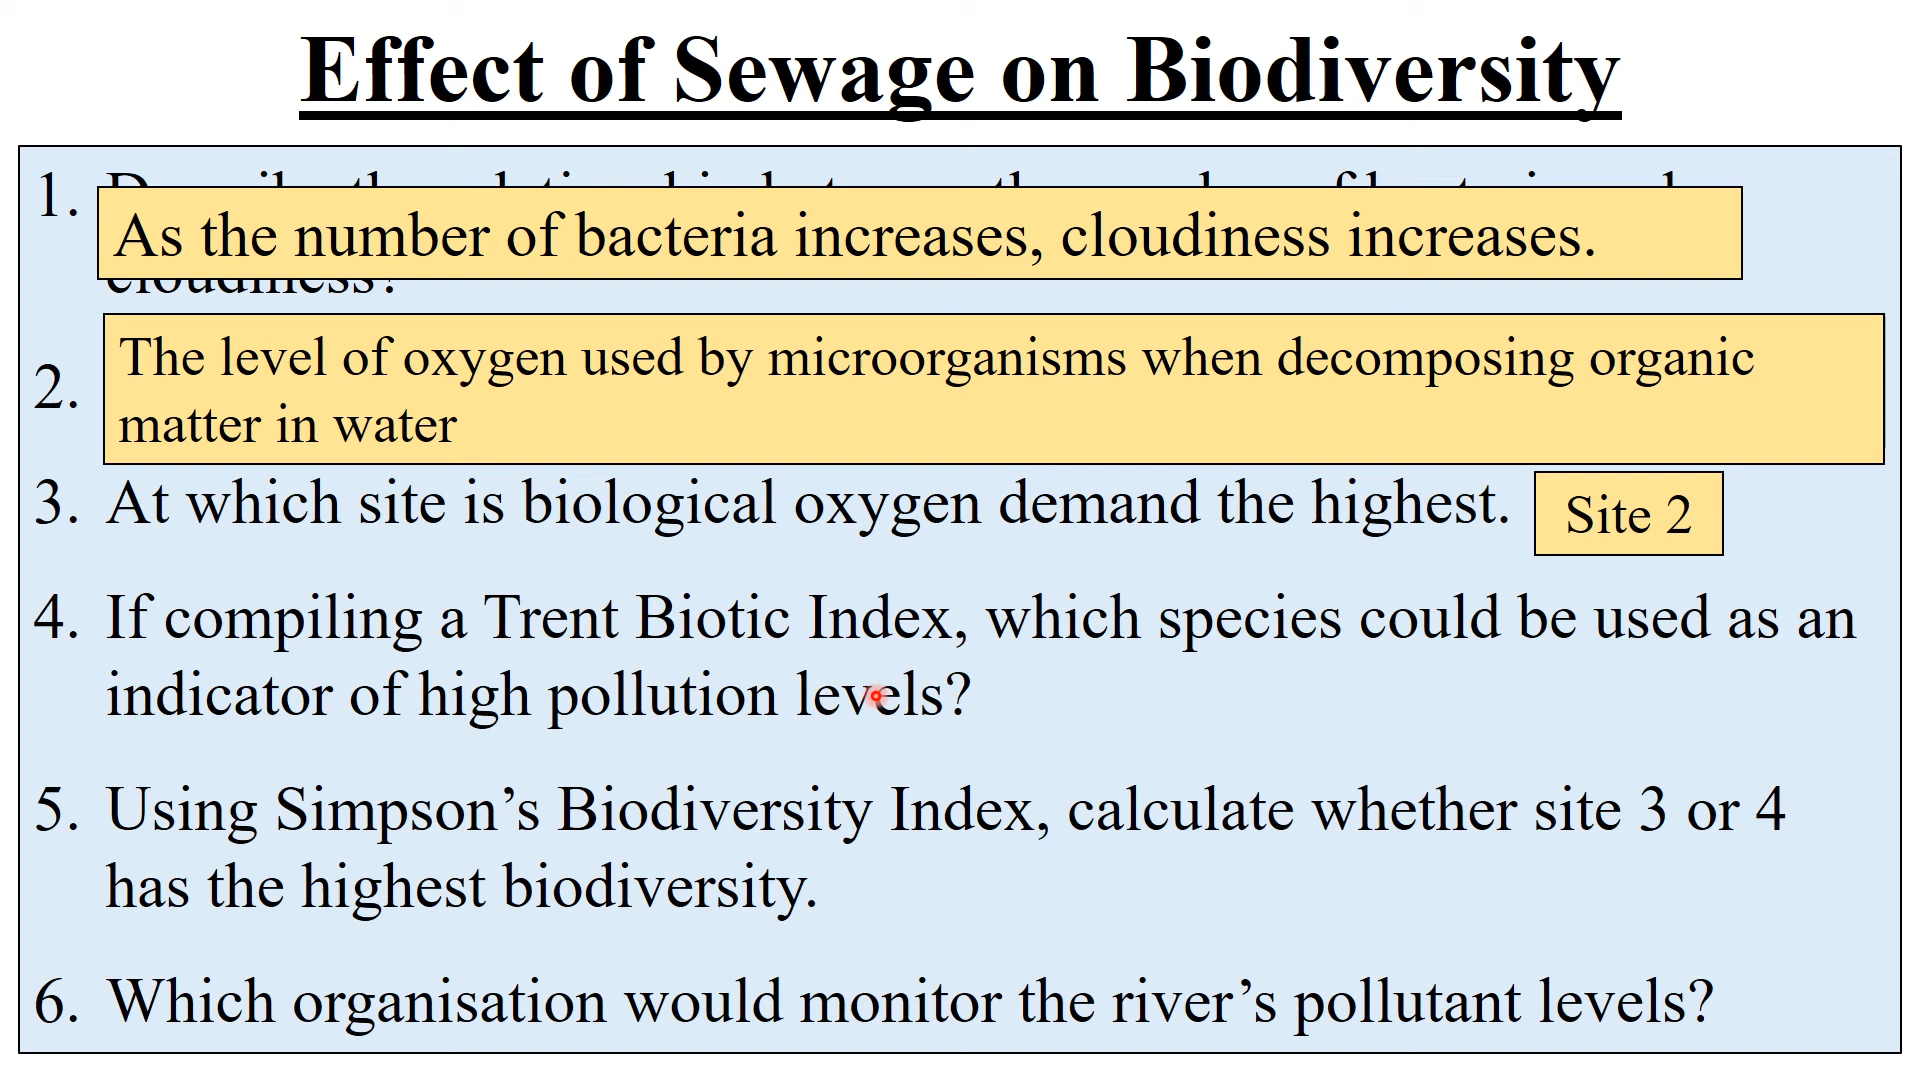 Effect of Sewage on Biodiversity
1.
As the number of bacteria increases, cloudiness increases.
cloudiness?
2.
The level of oxygen used by microorganisms when decomposing organic
matter in water
3. At which site is biological oxygen demand the highest.
Site 2
4. If compiling a Trent Biotic Index, which species could be used as an
indicator of high pollution levels?
5. Using Simpson’s Biodiversity Index, calculate whether site 3 or 4
has the highest biodiversity.
6. Which organisation would monitor the river’s pollutant levels?